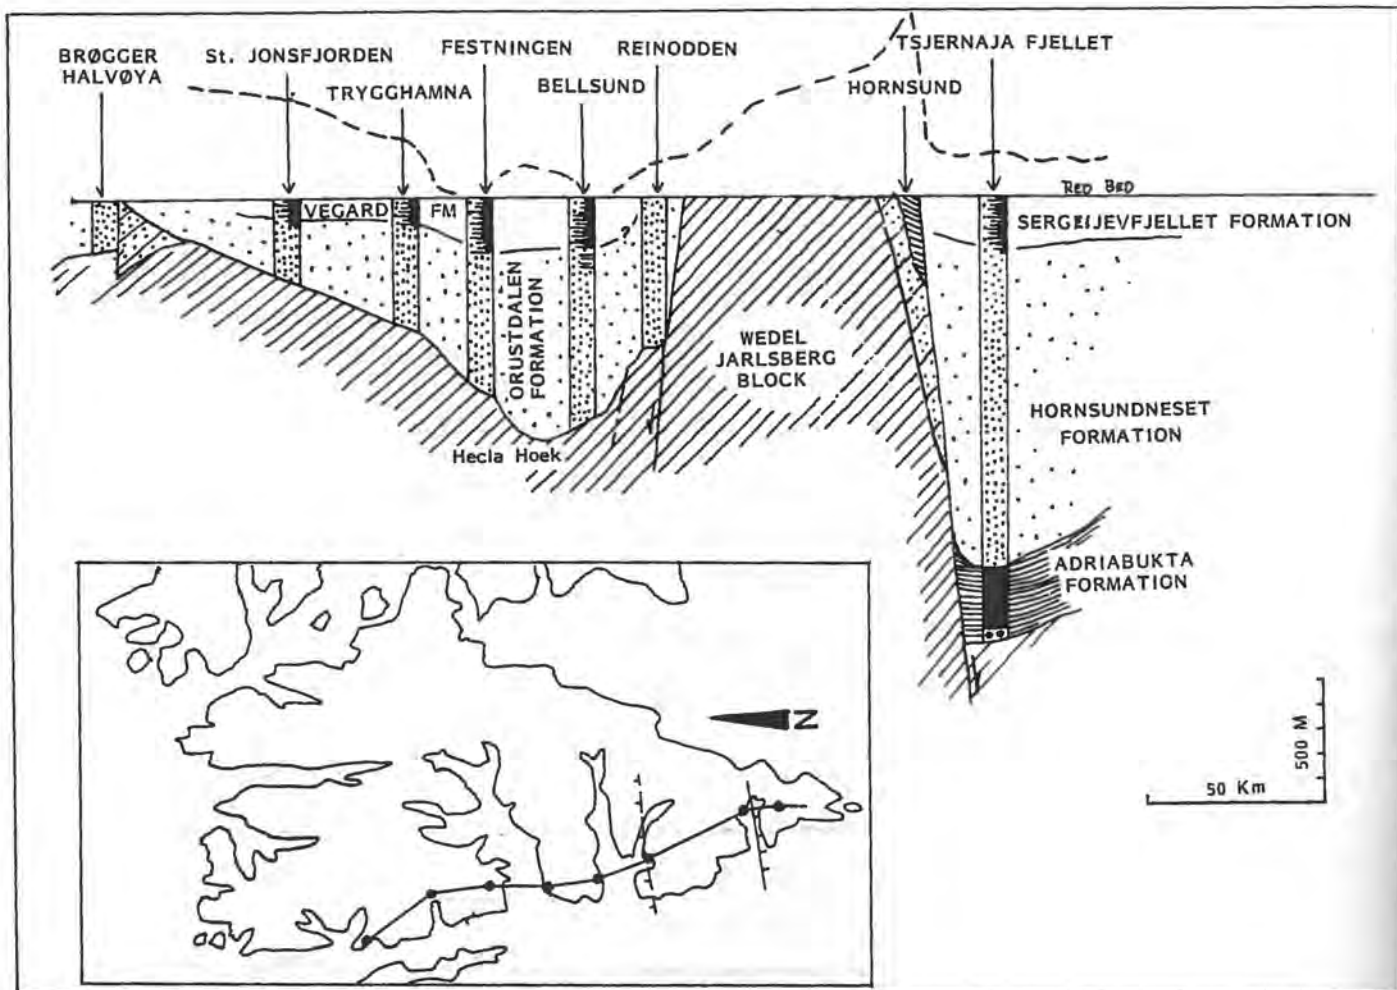 BRØGGER
HALVØYA
St. JONSFJORDEN
TRYGGHAMNA
FESTNINGEN
BELLSUND
REINODDEN
HORNSUND
TSJERNAJA FJELLET
RED BED
VEGARD FM
SERGEIJEVFJELLET FORMATION
ORUSTDALEN
FORMATION
?
WEDEL
JARLSBERG
BLOCK
HORNSUNDNESET
FORMATION
Hecla Hoek
ADRIABUKTA
FORMATION
N
500 M
50 Km